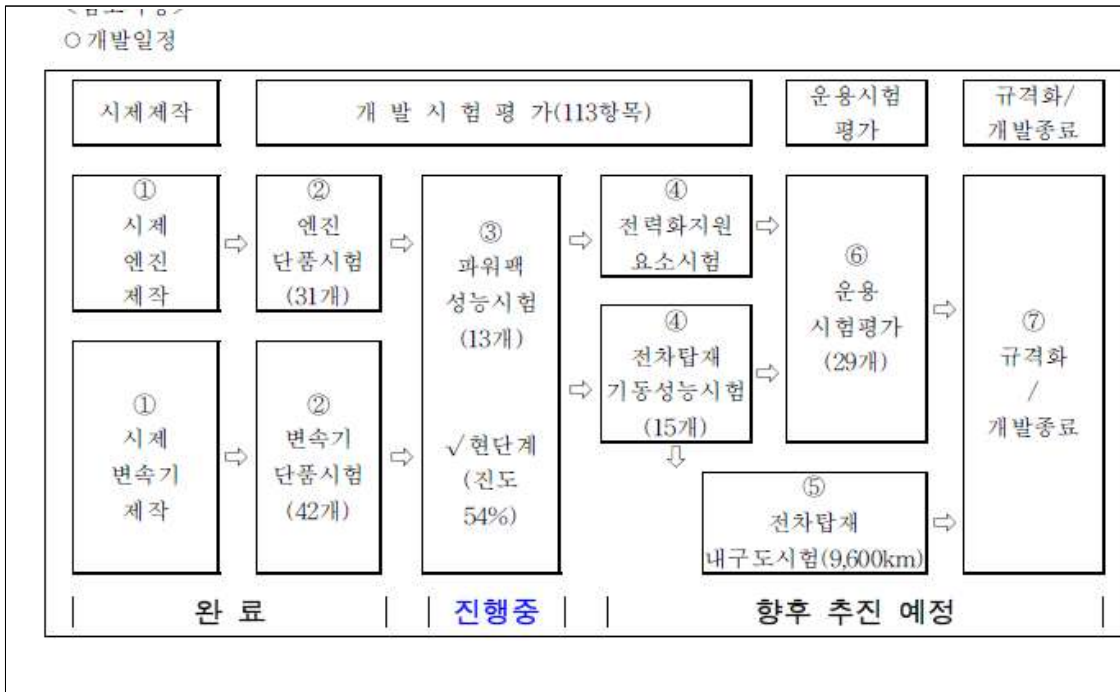 ○ 개발일정
시제제작
개 발 시 험 평 가(113항목)
운용시험
평가
규격화/
개발종료
①
시 제
엔진
제작
②
엔진
단품시험
(31개)
①
시 제
변속기
제작
②
변속기
단품시험
(42개)
③
파워팩
성능시험
(13개)
√현단계
(진도
54%)
④
전력화지원
요소시험
④
전차탑재
기동성능시험
(15개)
⑤
전차탑재
내구도시험(9,600km)
⑥
운용
시험평가
(29개)
⑦
규격화
/
개발종료
완 료
진행중
향후 추진 예정